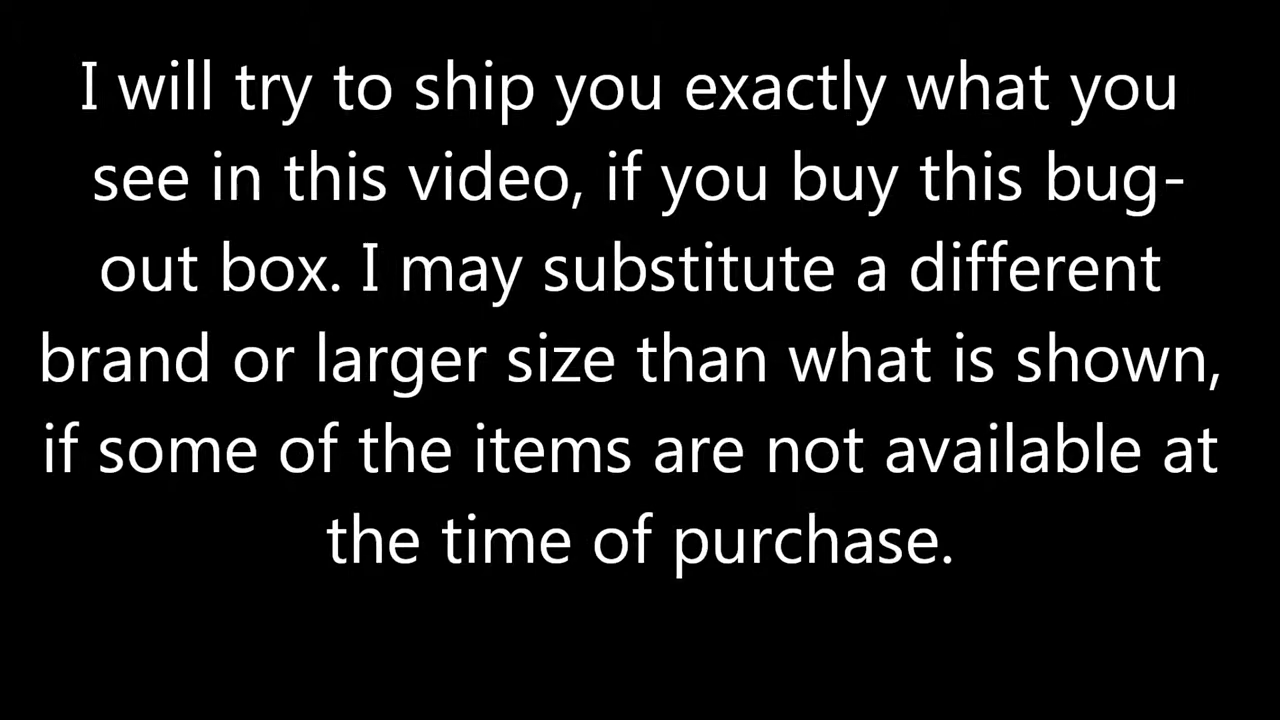 I will try to ship you exactly what you
see in this video, if you buy this bug-
out box. I may substitute a different
brand or larger size than what is shown,
if some of the items are not available at
the time of purchase.